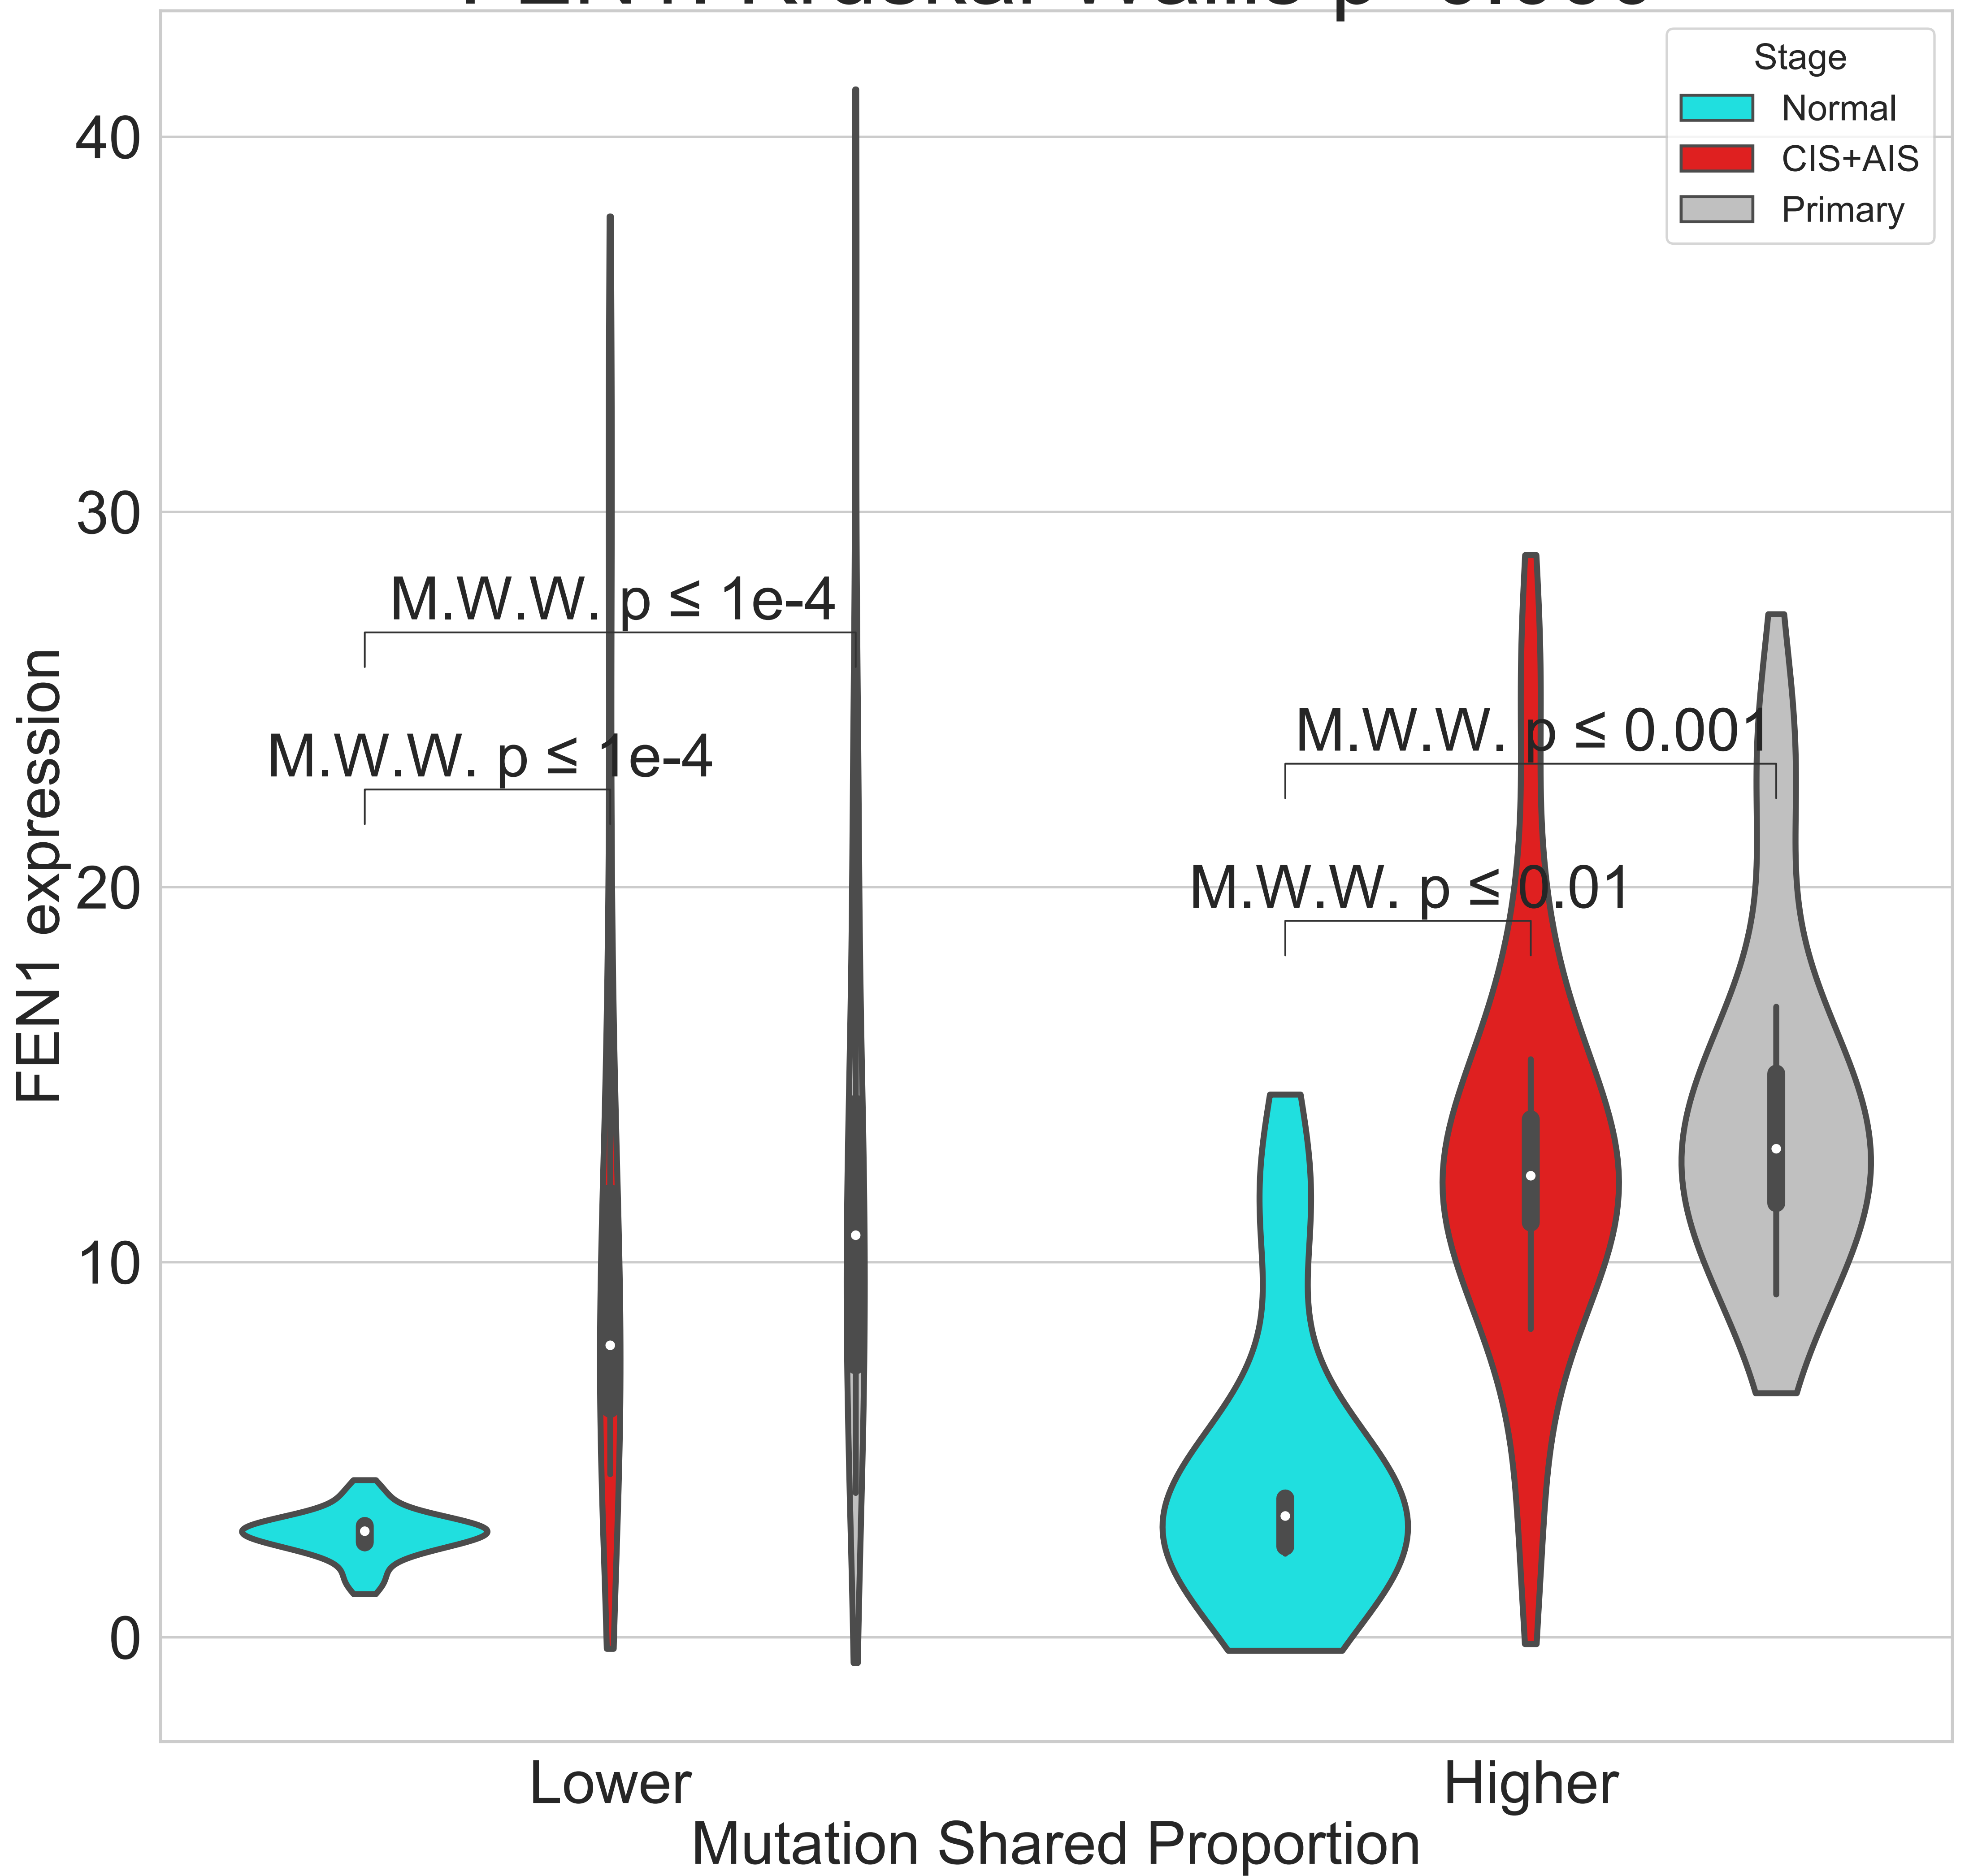 Stage
Normal
CIS+AIS
Primary
40
30
20
10
0
FEN1 expression
M.W.W. p ≤ 1e-4
M.W.W. p ≤ 1e-4
M.W.W. p ≤ 0.001
M.W.W. p ≤ 0.01
Lower
Higher
Mutation Shared Proportion